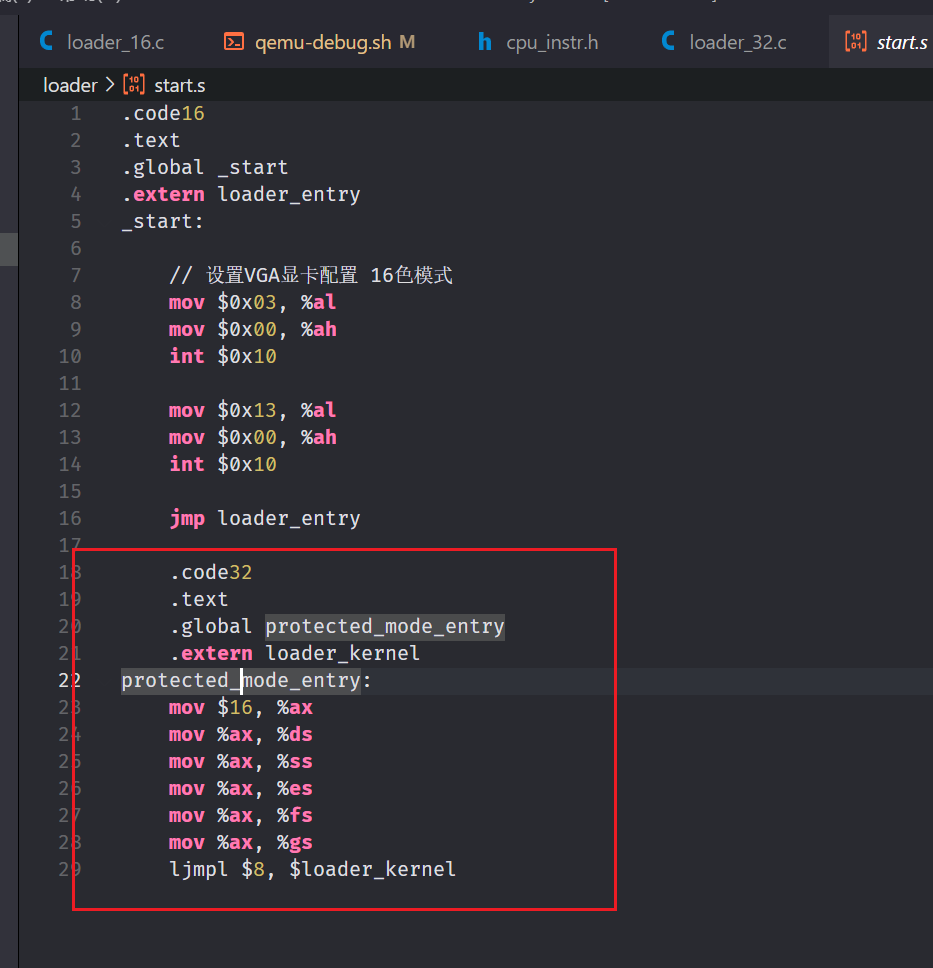 loader_16.c qemu-debug.sh M cpu_instr.h loader_32.c start.s
loader > start.s
1 .code16
2 .text
3 .global _start
4 .extern loader_entry
5 _start:
6
7 // 设置VGA显卡配置 16色模式
8 mov $0x03, %al
9 mov $0x00, %ah
10 int $0x10
11
12 mov $0x13, %al
13 mov $0x00, %ah
14 int $0x10
15
16 jmp loader_entry
17
18 .code32
19 .text
20 .global protected_mode_entry
21 .extern loader_kernel
22 protected_mode_entry:
23 mov $16, %ax
24 mov %ax, %ds
25 mov %ax, %ss
26 mov %ax, %es
27 mov %ax, %fs
28 mov %ax, %gs
29 ljmpl $8, $loader_kernel